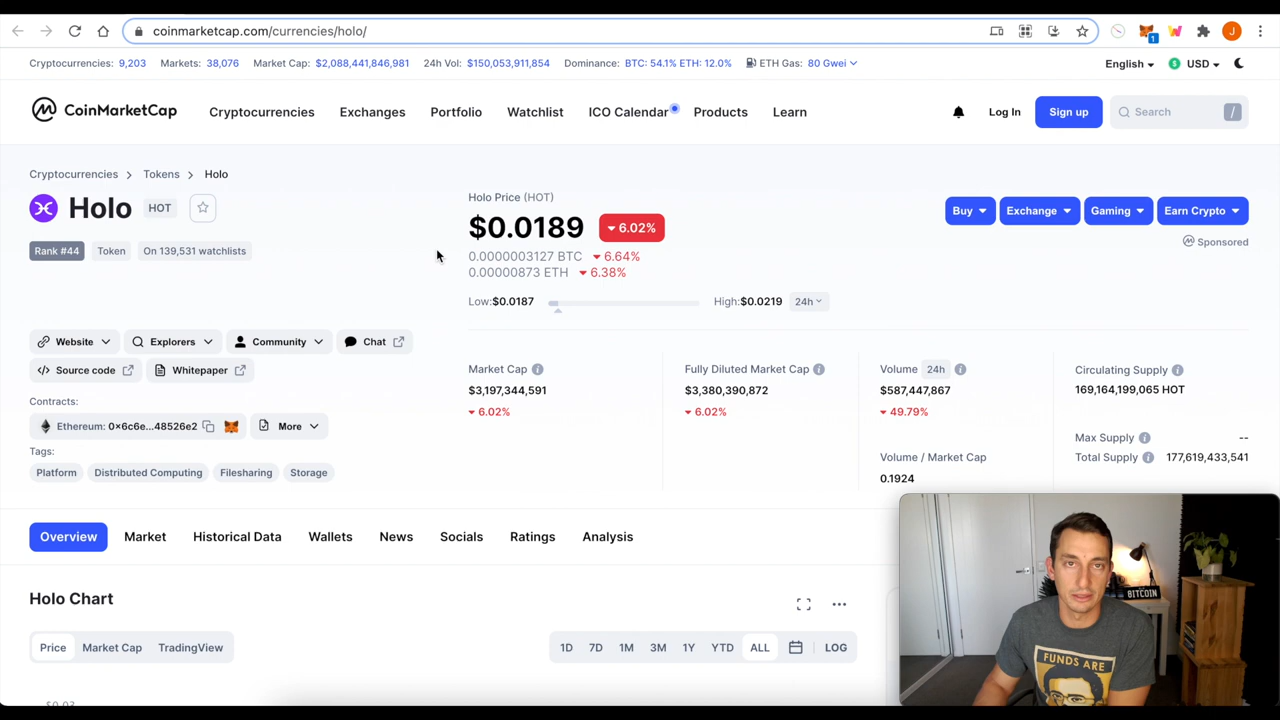 coinmarketcap.com/currencies/holo/
J
1
Cryptocurrencies: 9,203 Markets: 38,076 Market Cap: $2,088,441,846,981 24h Vol: $150,053,911,854 Dominance: BTC: 54.1% ETH: 12.0% ETH Gas: 80 Gwei
English USD
CoinMarketCap Cryptocurrencies Exchanges Portfolio Watchlist ICO Calendar Products Learn
Log In Sign up Search /
Cryptocurrencies Tokens Holo
Holo HOT
Rank #44 Token On 139,531 watchlists
Holo Price (HOT)
$0.0189 6.02%
0.0000003127 BTC 6.64%
0.00000873 ETH 6.38%
Low:$0.0187 High:$0.0219 24h
Buy Exchange Gaming Earn Crypto
Sponsored
Website Explorers Community Chat
Source code Whitepaper
Contracts:
Ethereum: 0x6c6e...48526e2 More
Tags:
Platform Distributed Computing Filesharing Storage
Market Cap
$3,197,344,591
6.02%
Fully Diluted Market Cap
$3,380,390,872
6.02%
Volume 24h
$587,447,867
49.79%
Volume / Market Cap
0.1924
Circulating Supply
169,164,199,065 HOT
Max Supply --
Total Supply 177,619,433,541
Overview Market Historical Data Wallets News Socials Ratings Analysis
Holo Chart
Price Market Cap TradingView
1D 7D 1M 3M 1Y YTD ALL LOG
$0.03
BITCOIN
FUNDS ARE